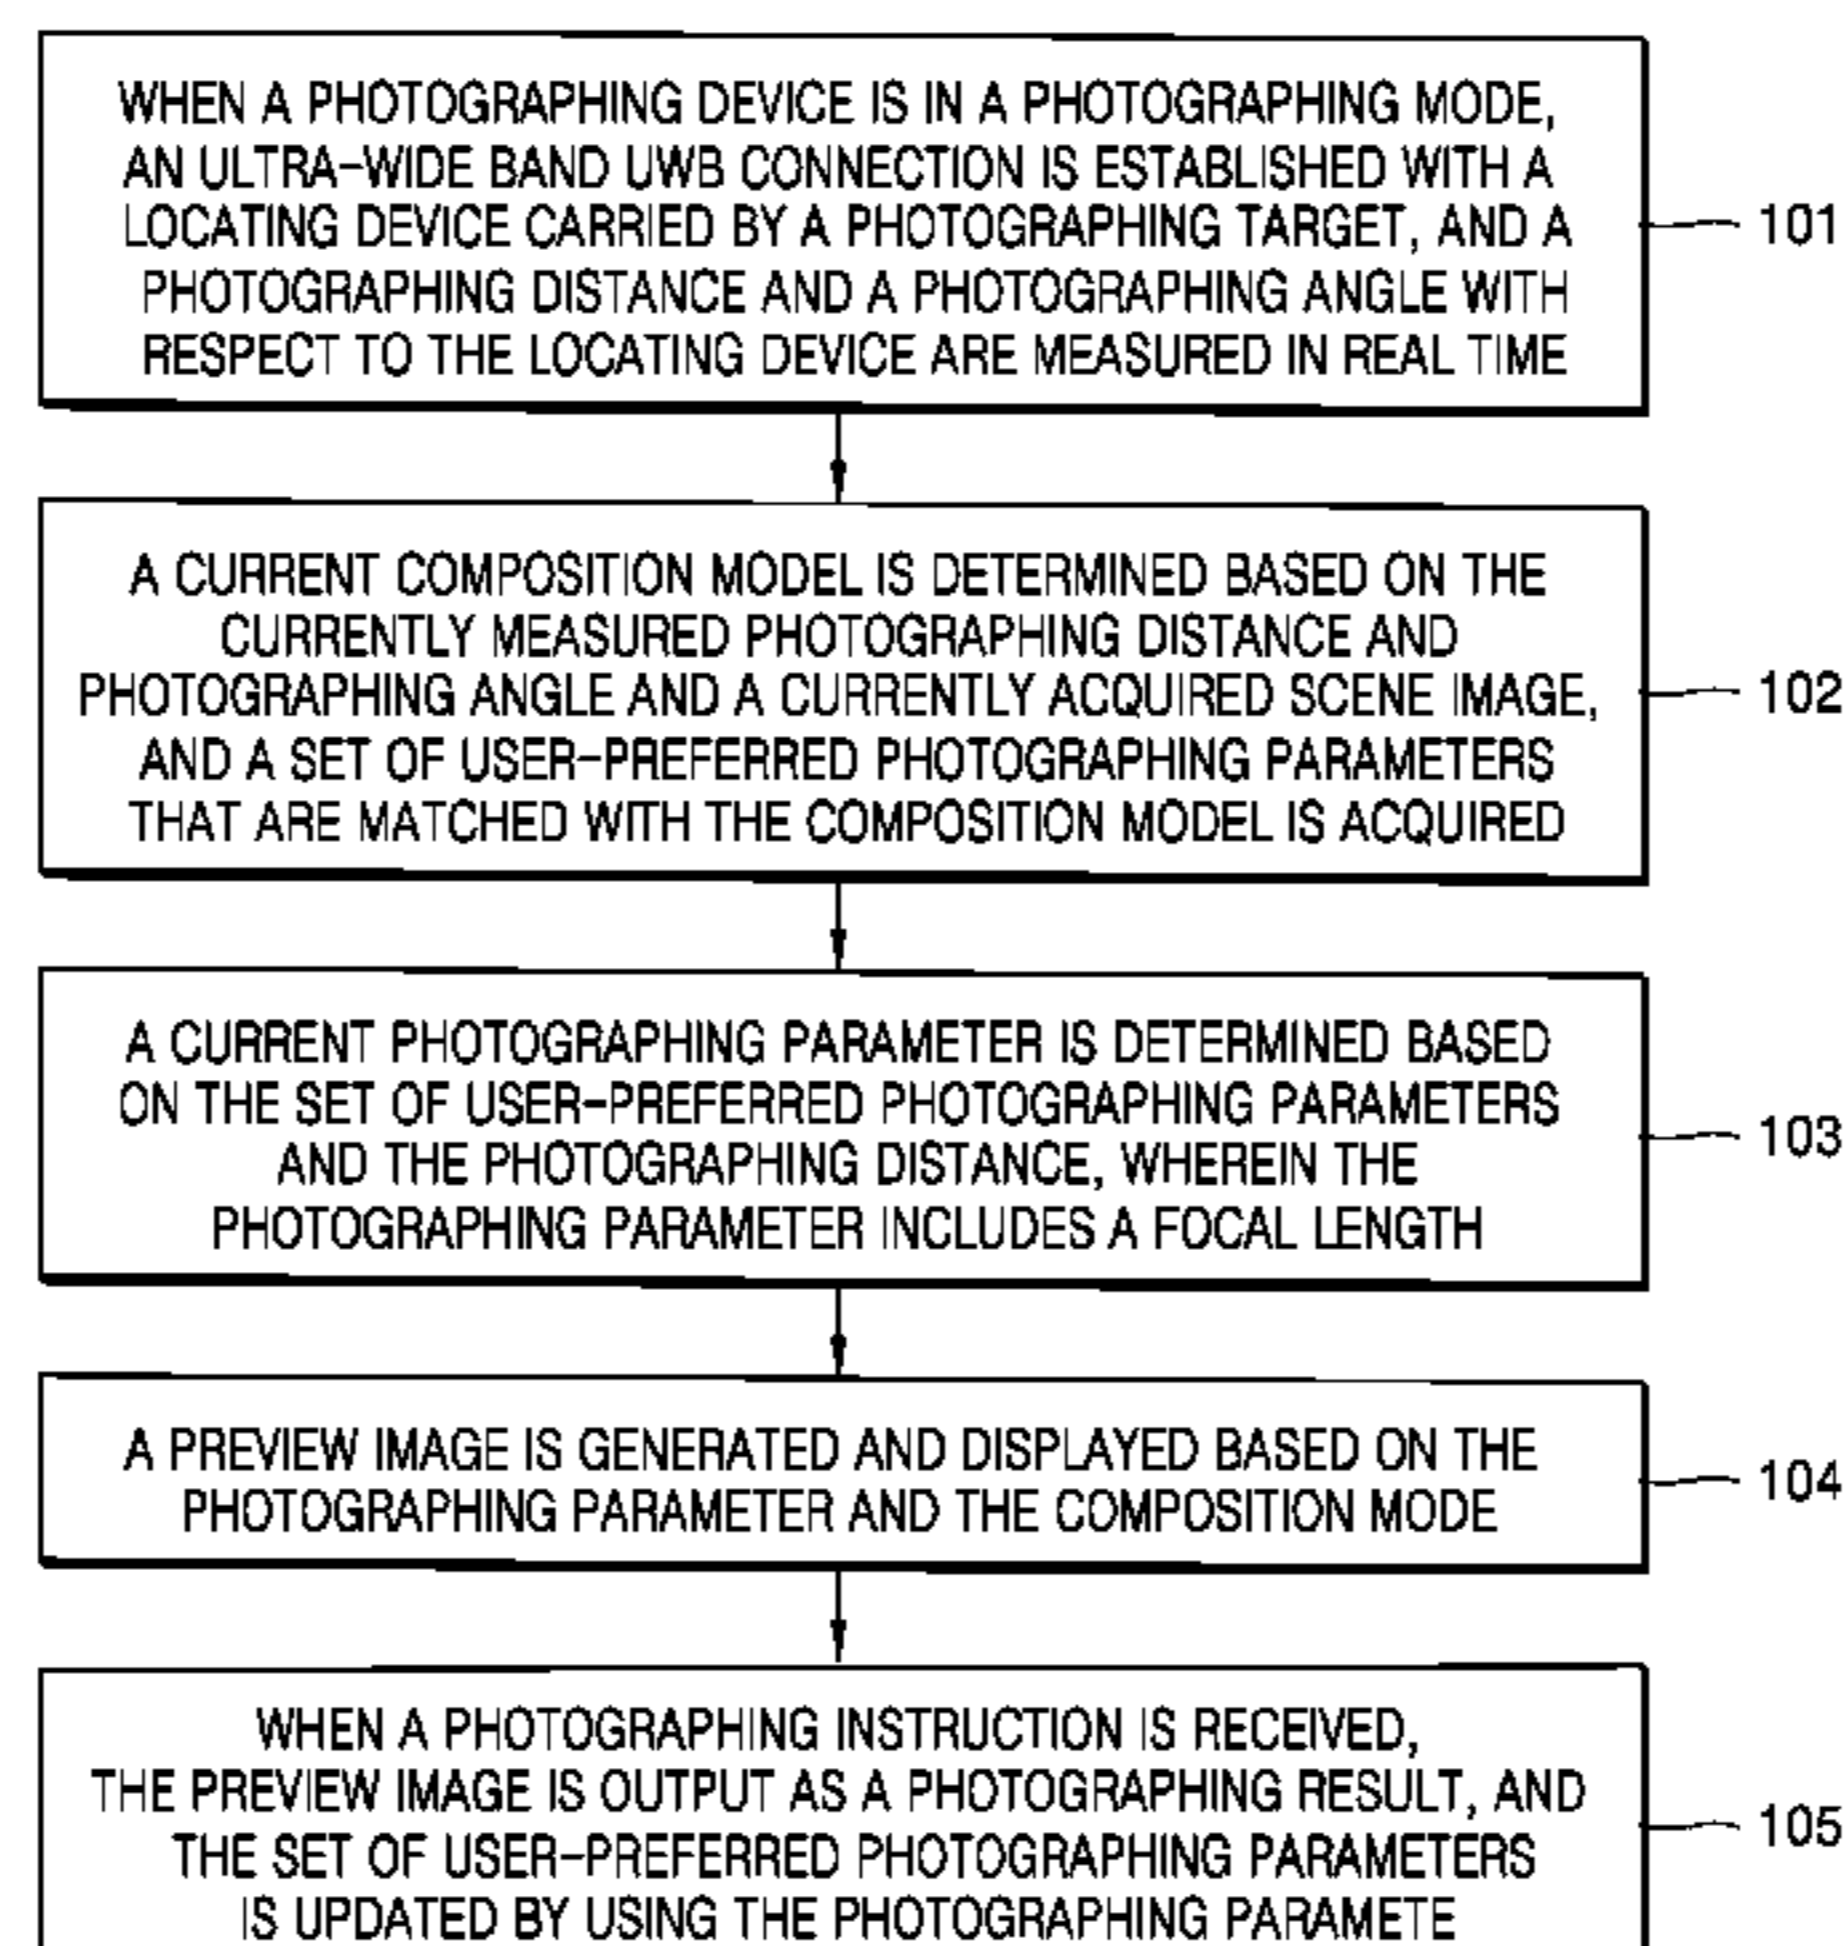 WHEN A PHOTOGRAPHING DEVICE IS IN A PHOTOGRAPHING MODE,
AN ULTRA-WIDE BAND UWB CONNECTION IS ESTABLISHED WITH A
LOCATING DEVICE CARRIED BY A PHOTOGRAPHING TARGET, AND A
PHOTOGRAPHING DISTANCE AND A PHOTOGRAPHING ANGLE WITH
RESPECT TO THE LOCATING DEVICE ARE MEASURED IN REAL TIME
101
A CURRENT COMPOSITION MODEL IS DETERMINED BASED ON THE
CURRENTLY MEASURED PHOTOGRAPHING DISTANCE AND
PHOTOGRAPHING ANGLE AND A CURRENTLY ACQUIRED SCENE IMAGE,
AND A SET OF USER-PREFERRED PHOTOGRAPHING PARAMETERS
THAT ARE MATCHED WITH THE COMPOSITION MODEL IS ACQUIRED
102
A CURRENT PHOTOGRAPHING PARAMETER IS DETERMINED BASED
ON THE SET OF USER-PREFERRED PHOTOGRAPHING PARAMETERS
AND THE PHOTOGRAPHING DISTANCE, WHEREIN THE
PHOTOGRAPHING PARAMETER INCLUDES A FOCAL LENGTH
103
A PREVIEW IMAGE IS GENERATED AND DISPLAYED BASED ON THE
PHOTOGRAPHING PARAMETER AND THE COMPOSITION MODE
104
WHEN A PHOTOGRAPHING INSTRUCTION IS RECEIVED,
THE PREVIEW IMAGE IS OUTPUT AS A PHOTOGRAPHING RESULT, AND
THE SET OF USER-PREFERRED PHOTOGRAPHING PARAMETERS
IS UPDATED BY USING THE PHOTOGRAPHING PARAMETE
105